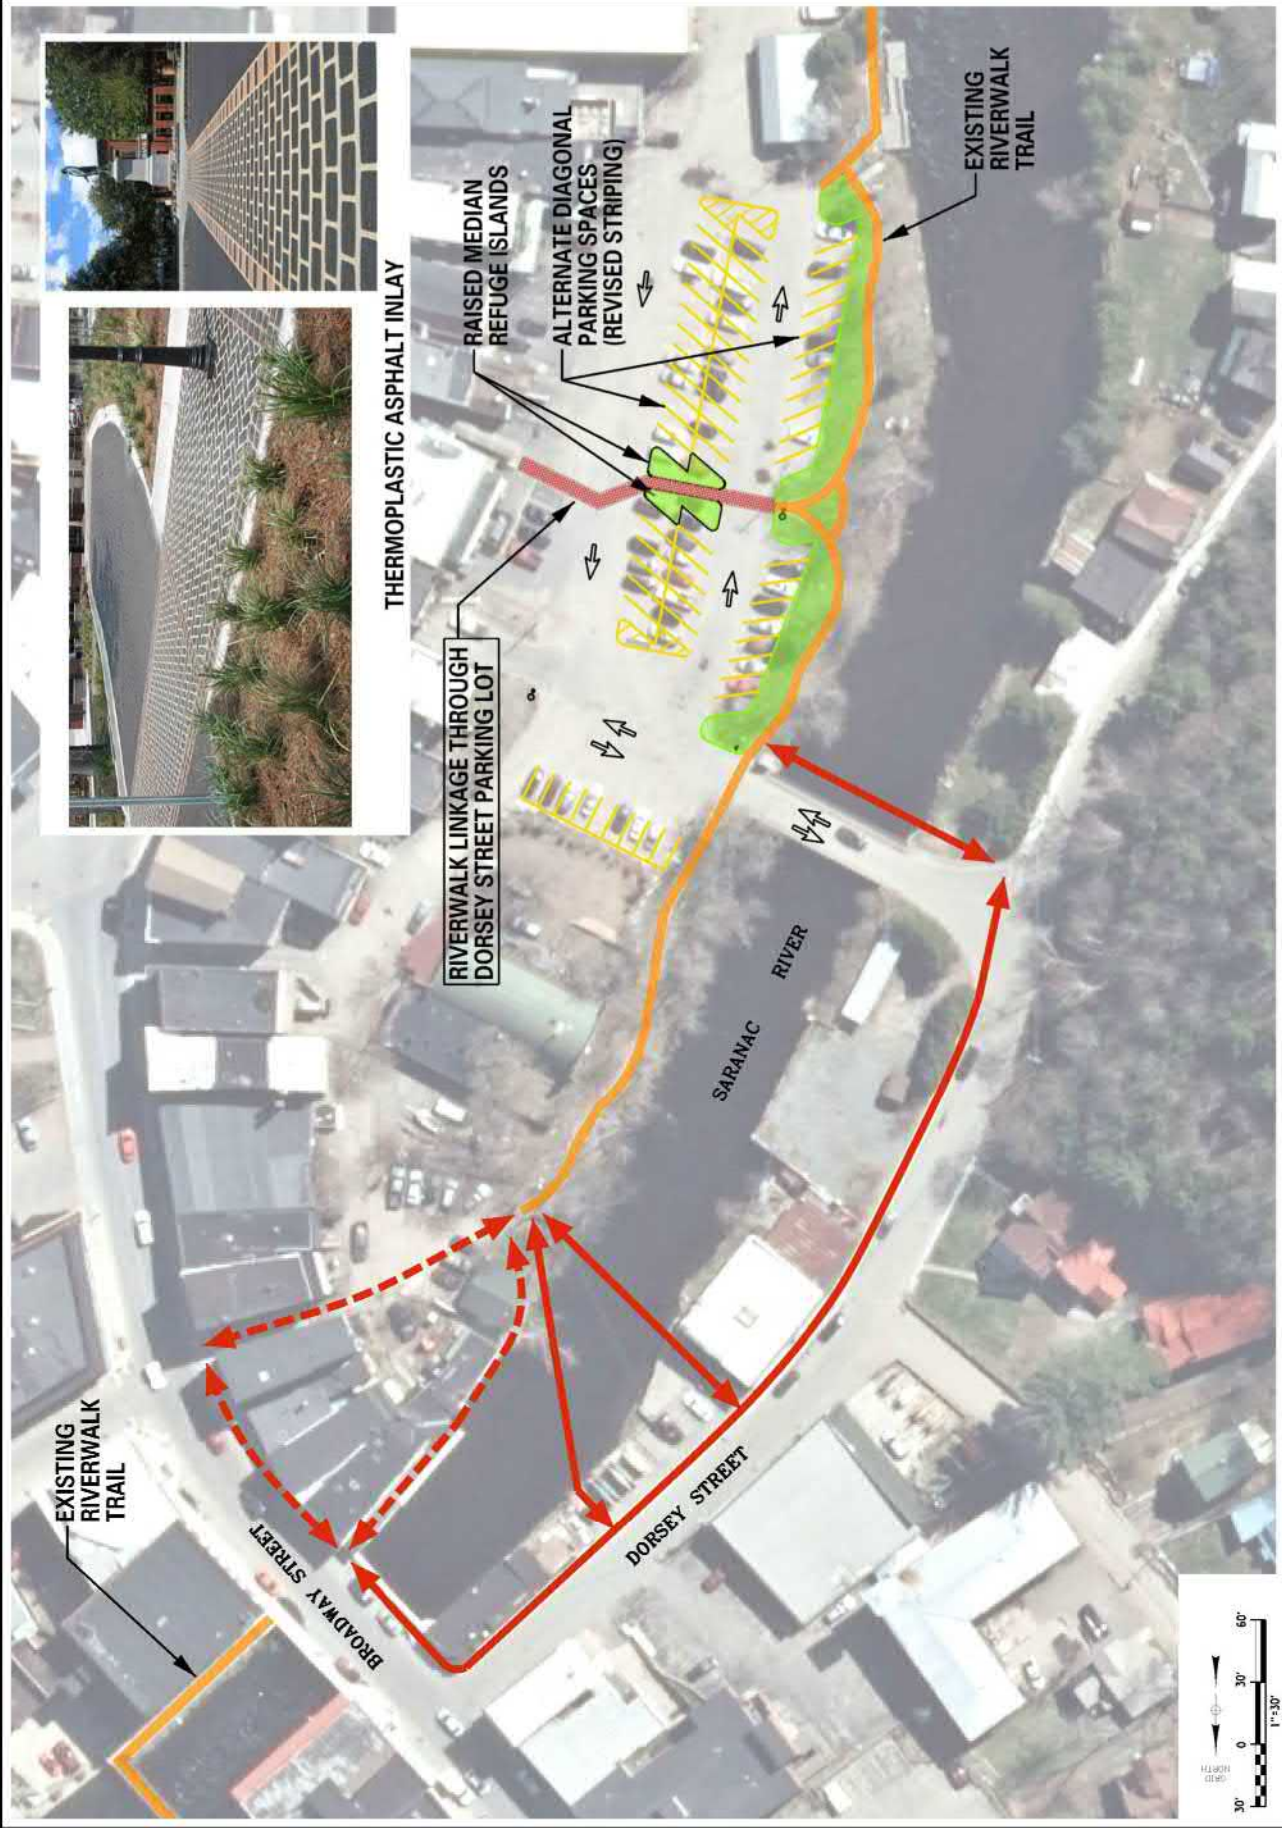 THERMOPLASTIC ASPHALT INLAY
RAISED MEDIAN
REFUGE ISLANDS
ALTERNATE DIAGONAL
PARKING SPACES
(REVISED STRIPING)
EXISTING
RIVERWALK
TRAIL
RIVERWALK LINKAGE THROUGH
DORSEY STREET PARKING LOT
SARANAC RIVER
EXISTING
RIVERWALK
TRAIL
BROADWAY STREET
DORSEY STREET
GRID
NORTH
30' 0 30' 60'
1"=30'